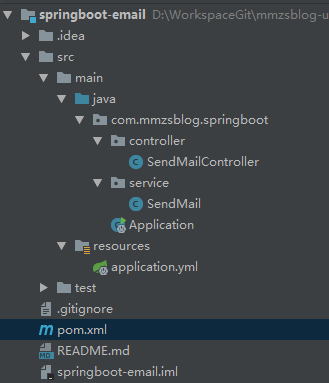 springboot-email D:\WorkspaceGit\mmzsblog-u
.idea
src
main
java
com.mmzsblog.springboot
controller
SendMailController
service
SendMail
Application
resources
application.yml
test
.gitignore
pom.xml
README.md
springboot-email.iml